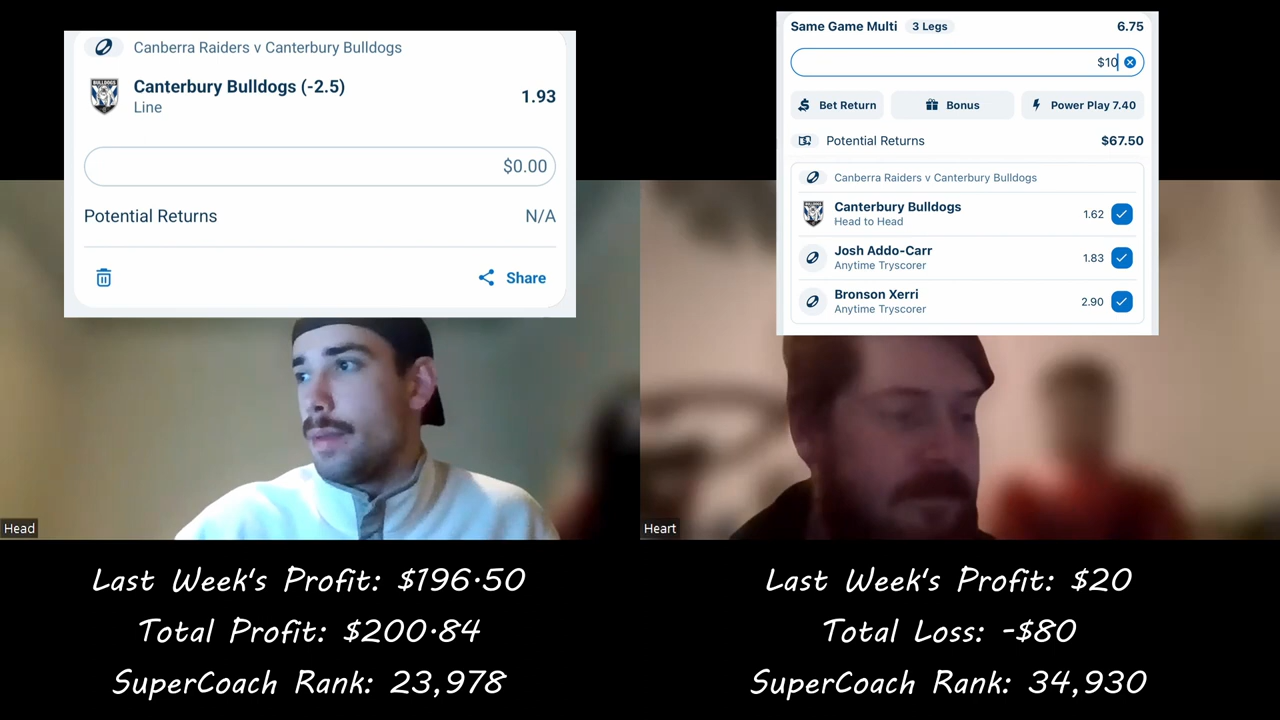 Canberra Raiders v Canterbury Bulldogs
BULLDOGS
Canterbury Bulldogs (-2.5)
Line
1.93
$0.00
Potential Returns
N/A
Share
Head
Last Week's Profit: $196.50
Total Profit: $200.84
SuperCoach Rank: 23,978
Same Game Multi
3 Legs
6.75
$10
Bet Return
Bonus
Power Play 7.40
Potential Returns
$67.50
Canberra Raiders v Canterbury Bulldogs
Canterbury Bulldogs
Head to Head
1.62
Josh Addo-Carr
Anytime Tryscorer
1.83
Bronson Xerri
Anytime Tryscorer
2.90
Heart
Last Week's Profit: $20
Total Loss: -$80
SuperCoach Rank: 34,930